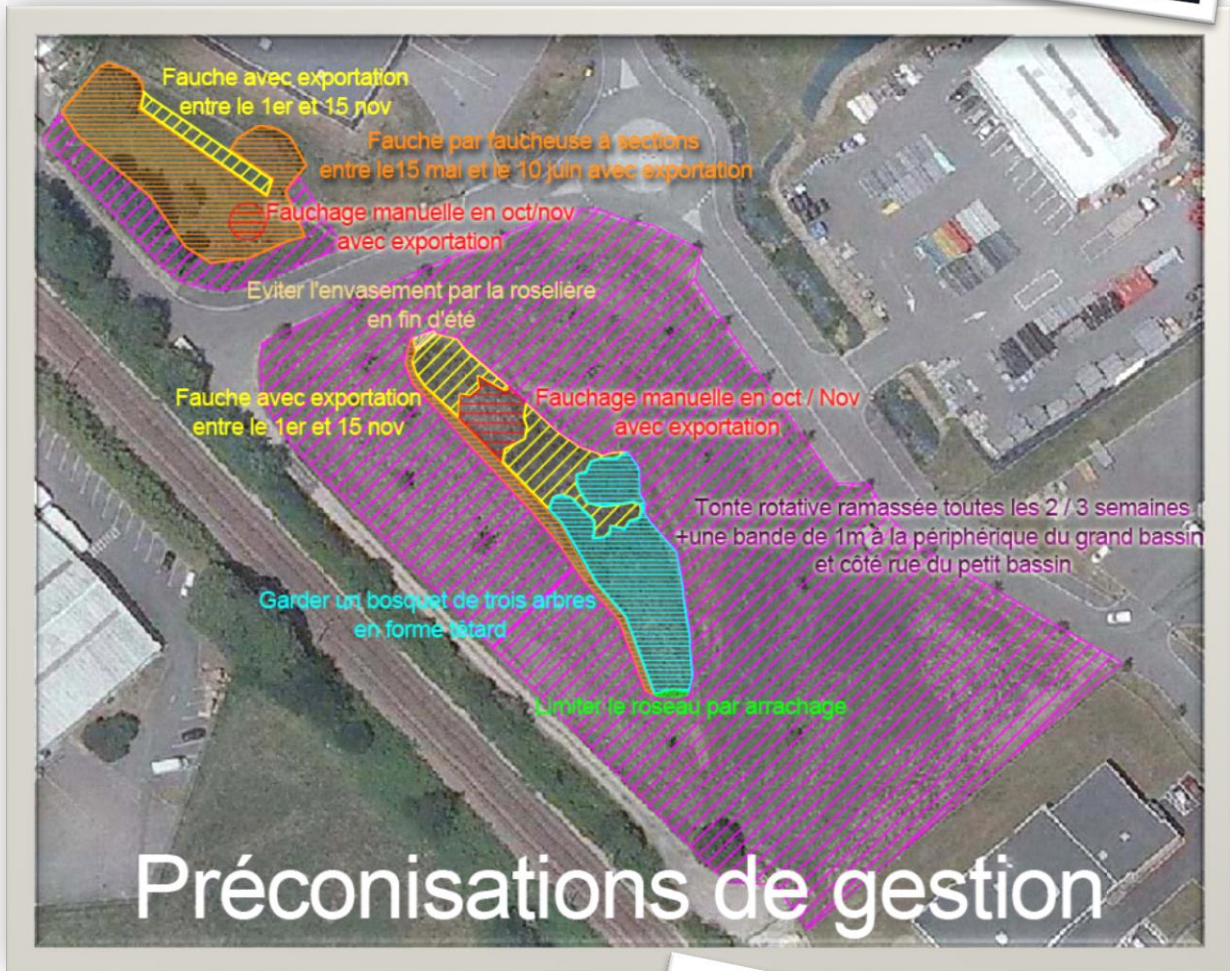 Fauche avec exportation
entre le 1er et 15 nov
Fauche par faucheuse à sections
entre le15 mai et le 10 juin avec exportation
Fauchage manuelle en oct/nov
avec exportation
Eviter l'envasement par la roselière
en fin d'été
Fauche avec exportation
entre le 1er et 15 nov
Fauchage manuelle en oct / Nov
avec exportation
Tonte rotative ramassée toutes les 2 / 3 semaines
+une bande de 1m à la périphérique du grand bassin
et côté rue du petit bassin
Garder un bosquet de trois arbres
en forme têtard
Limiter le roseau par arrachage
Préconisations de gestion